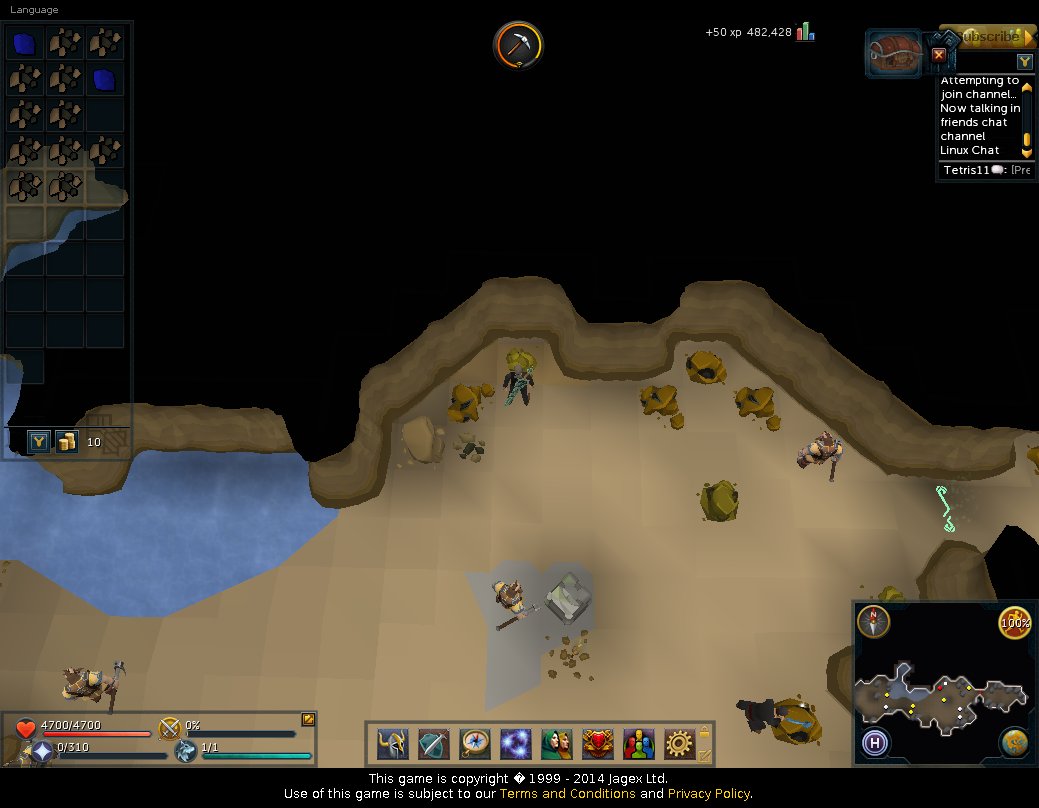 Language
+50 xp 482,428
Subscribe
Attempting to
join channel...
Now talking in
friends chat
channel
Linux Chat
Tetris11: [Pre
10
N
100%
H
4700/4700
0%
0/310
1/1
This game is copyright � 1999 - 2014 Jagex Ltd.
Use of this game is subject to our Terms and Conditions and Privacy Policy.